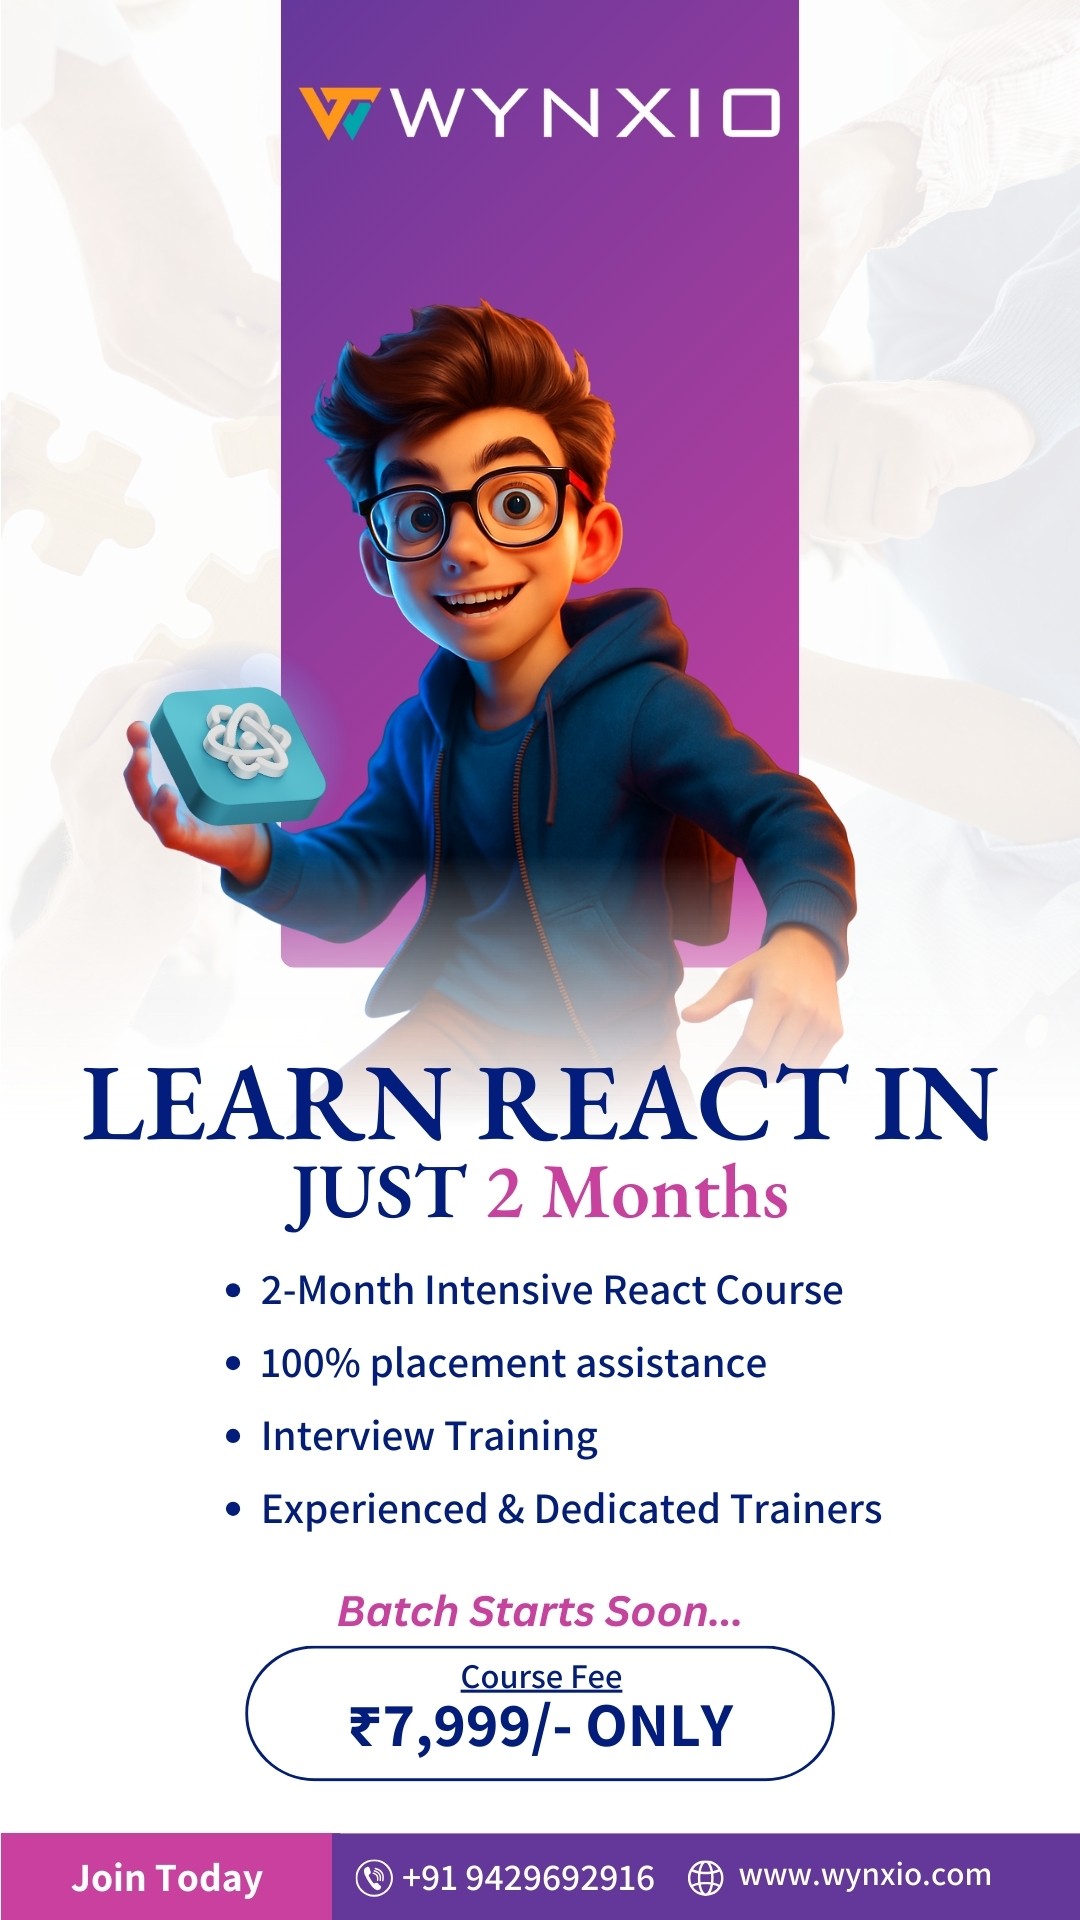 WYNXIO
LEARN REACT IN
JUST 2 Months
• 2-Month Intensive React Course
• 100% placement assistance
• Interview Training
• Experienced & Dedicated Trainers
Batch Starts Soon...
Course Fee
₹7,999/- ONLY
Join Today
+91 9429692916
www.wynxio.com